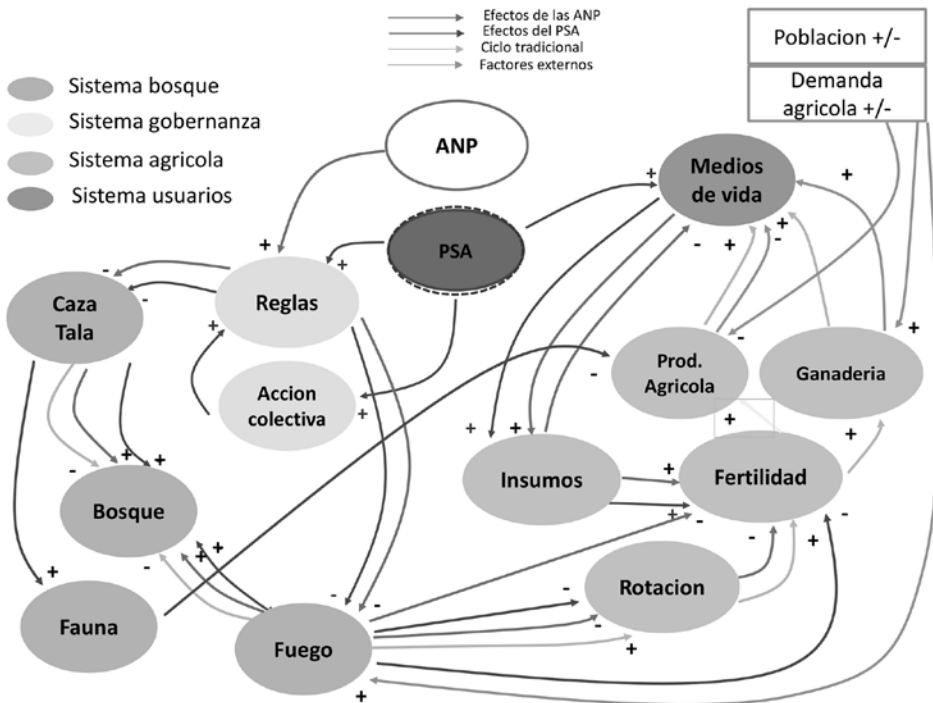 Efectos de las ANP
Efectos del PSA
Ciclo tradicional
Factores externos
Poblacion +/-
Demanda
agricola +/-
Sistema bosque
Sistema gobernanza
Sistema agricola
Sistema usuarios
ANP
PSA
Medios
de vida
Caza
Tala
Reglas
Accion
colectiva
Prod.
Agricola
Ganaderia
Insumos
Fertilidad
Bosque
Rotacion
Fauna
Fuego
+
+
-
+
-
+
-
+
-
+
+
-
-
+
+
-
+
+
+
+
+
-
+
+
+
-
-
-
+
-
+
+
-
-
-
-
+
+